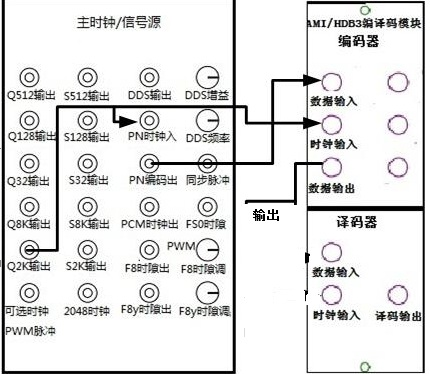 主时钟/信号源
Q512输出 S512输出 DDS输出 DDS增益
Q128输出 S128输出 PN时钟入 DDS频率
Q32输出 S32输出 PN编码出 同步脉冲
Q8K输出 S8K输出 PCM时钟出 FS0时隙
PWM
Q2K输出 S2K输出 F8时隙出 F8时隙调
可选时钟 2048时钟 F8y时隙出 F8y时隙调
PWM脉冲
输出
AMI/HDB3编译码模块
编码器
数据输入
时钟输入
数据输出
译码器
数据输入
时钟输入 译码输出